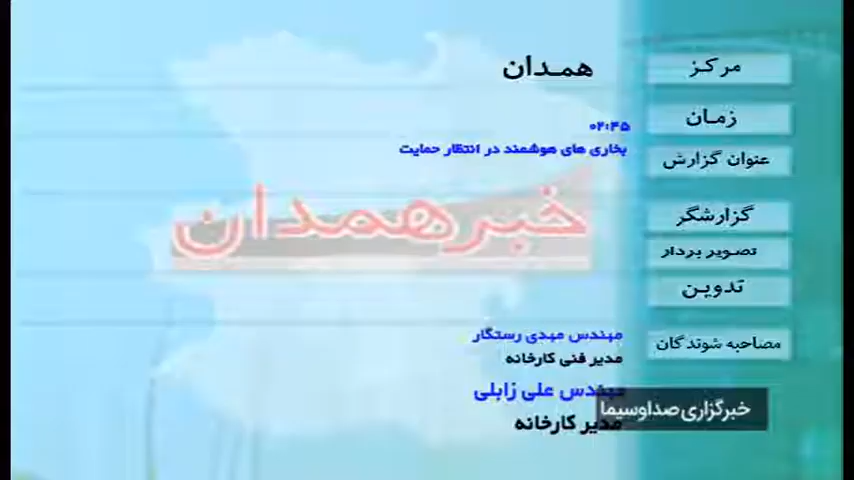 مرکز همدان
زمان ۰۲:۴۵
عنوان گزارش بخاری های هوشمند در انتظار حمایت
خبر همدان
گزارشگر
تصویر بردار
تدوین
مصاحبه شوندگان مهندس مهدی رستگار
مدیر فنی کارخانه
مهندس علی زابلی
خبرگزاری صداوسیما
مدیر کارخانه